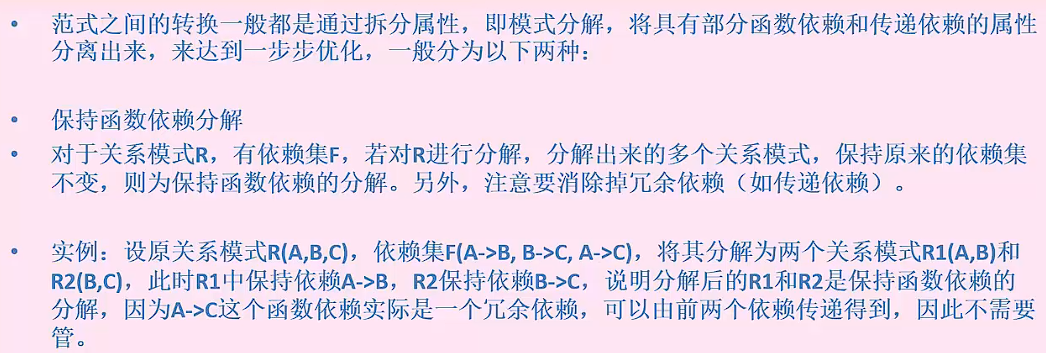 • 范式之间的转换一般都是通过拆分属性，即模式分解，将具有部分函数依赖和传递依赖的属性
分离出来，来达到一步步优化，一般分为以下两种：
• 保持函数依赖分解
• 对于关系模式R，有依赖集F，若对R进行分解，分解出来的多个关系模式，保持原来的依赖集
不变，则为保持函数依赖的分解。另外，注意要消除掉冗余依赖（如传递依赖）。
• 实例：设原关系模式R(A,B,C)，依赖集F(A->B, B->C, A->C)，将其分解为两个关系模式R1(A,B)和
R2(B,C)，此时R1中保持依赖A->B，R2保持依赖B->C，说明分解后的R1和R2是保持函数依赖的
分解，因为A->C这个函数依赖实际是一个冗余依赖，可以由前两个依赖传递得到，因此不需要
管。